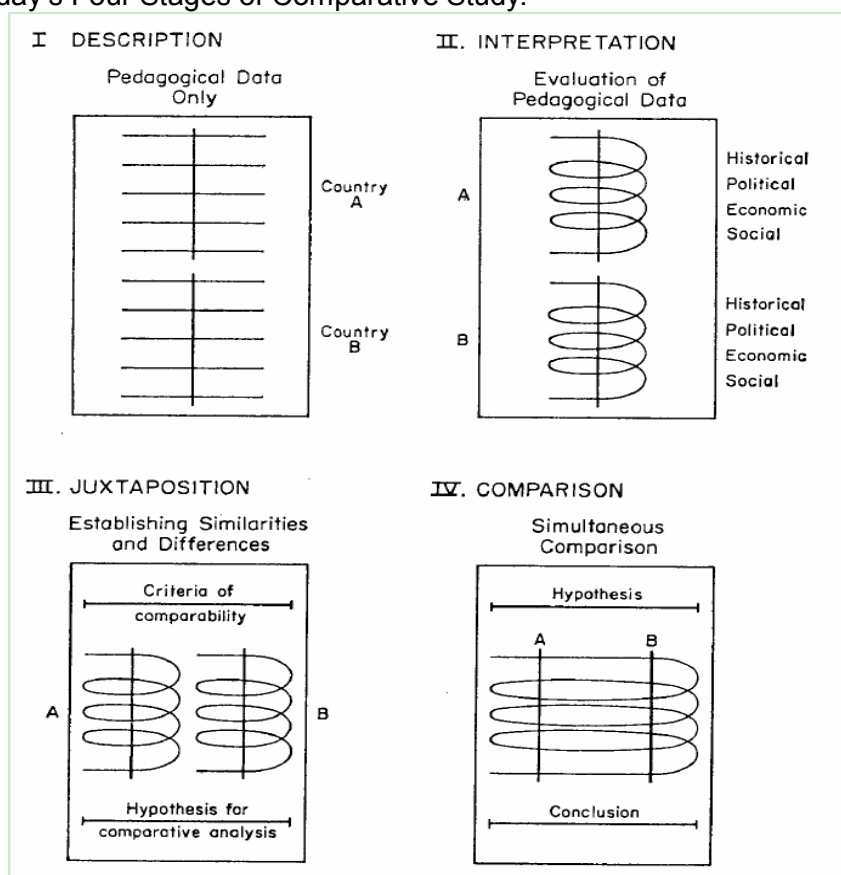 day's Four Stages of Comparative Study.
I DESCRIPTION
Pedagogical Data
Only
Country
A
Country
B
II. INTERPRETATION
Evaluation of
Pedagogical Data
A
Historical
Political
Economic
Social
B
Historical
Political
Economic
Social
III. JUXTAPOSITION
Establishing Similarities
and Differences
Criteria of
comparability
A
B
Hypothesis for
comparative analysis
IV. COMPARISON
Simultaneous
Comparison
Hypothesis
A B
Conclusion